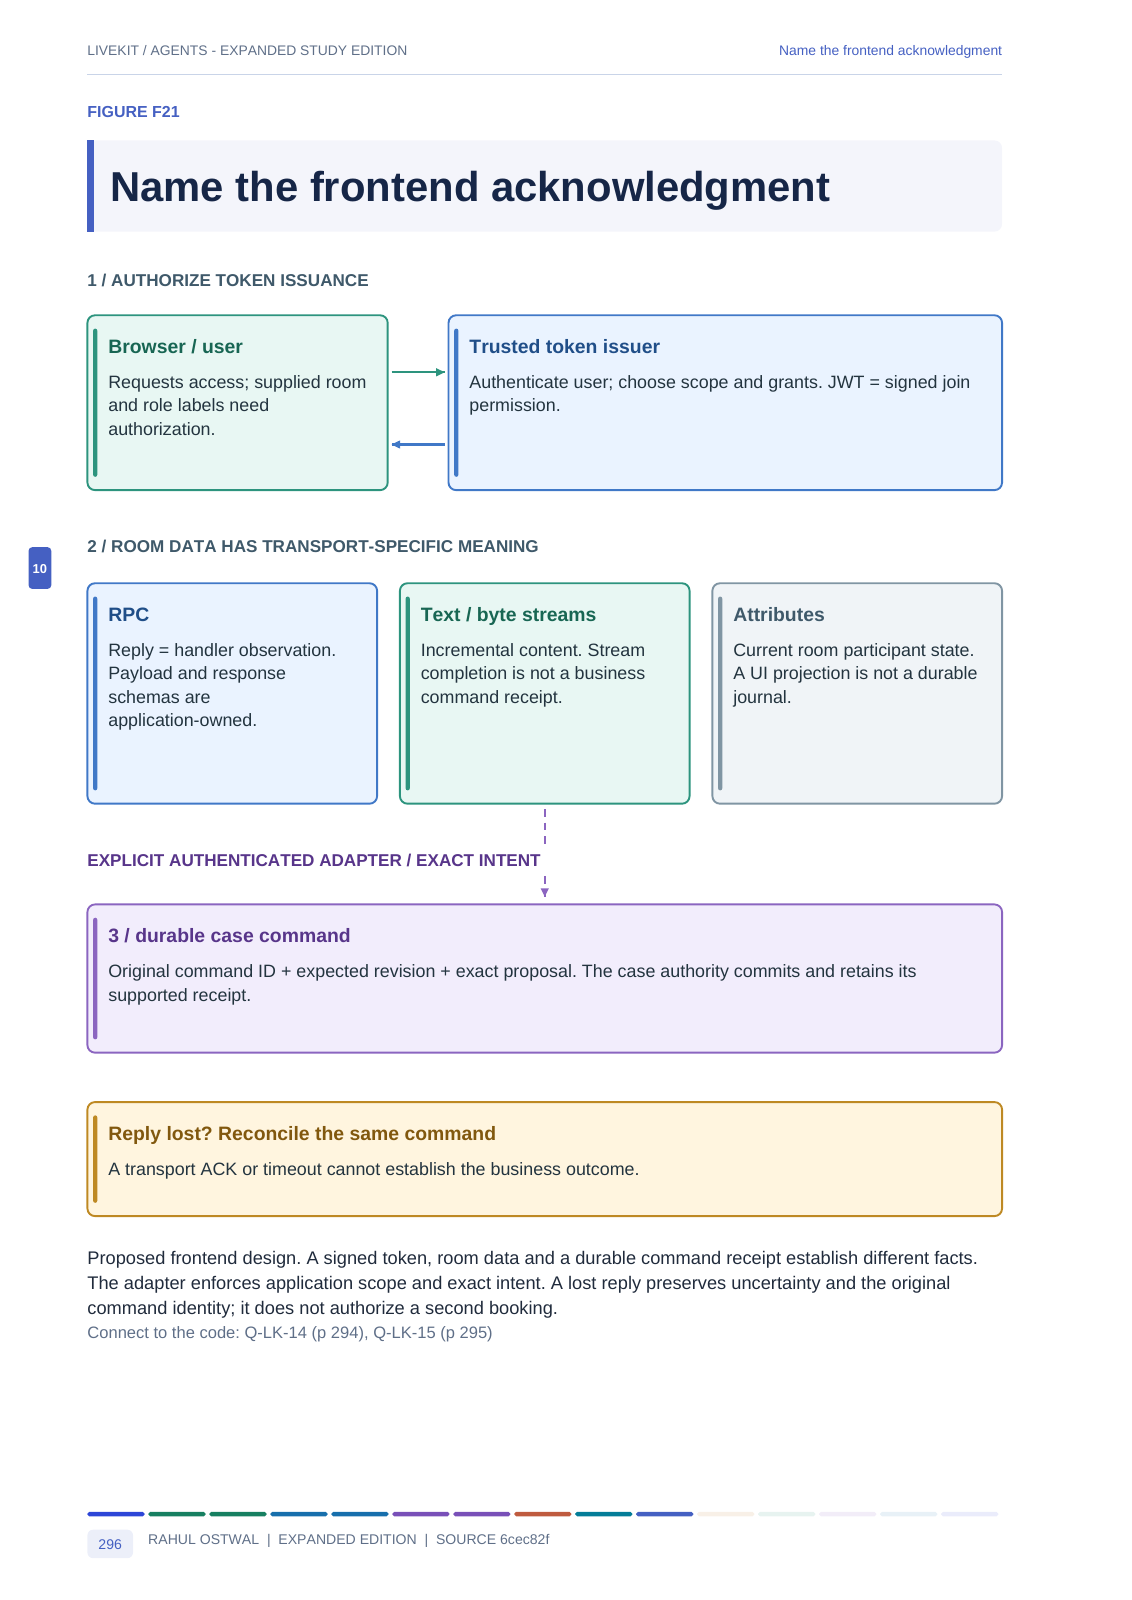 LIVEKIT / AGENTS - EXPANDED STUDY EDITION
Name the frontend acknowledgment
FIGURE F21
Name the frontend acknowledgment
1 / AUTHORIZE TOKEN ISSUANCE
Browser / user
Requests access; supplied room
and role labels need
authorization.
Trusted token issuer
Authenticate user; choose scope and grants. JWT = signed join
permission.
2 / ROOM DATA HAS TRANSPORT-SPECIFIC MEANING
10
RPC
Reply = handler observation.
Payload and response
schemas are
application-owned.
Text / byte streams
Incremental content. Stream
completion is not a business
command receipt.
Attributes
Current room participant state.
A UI projection is not a durable
journal.
EXPLICIT AUTHENTICATED ADAPTER / EXACT INTENT
3 / durable case command
Original command ID + expected revision + exact proposal. The case authority commits and retains its
supported receipt.
Reply lost? Reconcile the same command
A transport ACK or timeout cannot establish the business outcome.
Proposed frontend design. A signed token, room data and a durable command receipt establish different facts.
The adapter enforces application scope and exact intent. A lost reply preserves uncertainty and the original
command identity; it does not authorize a second booking.
Connect to the code: Q-LK-14 (p 294), Q-LK-15 (p 295)
296
RAHUL OSTWAL | EXPANDED EDITION | SOURCE 6cec82f